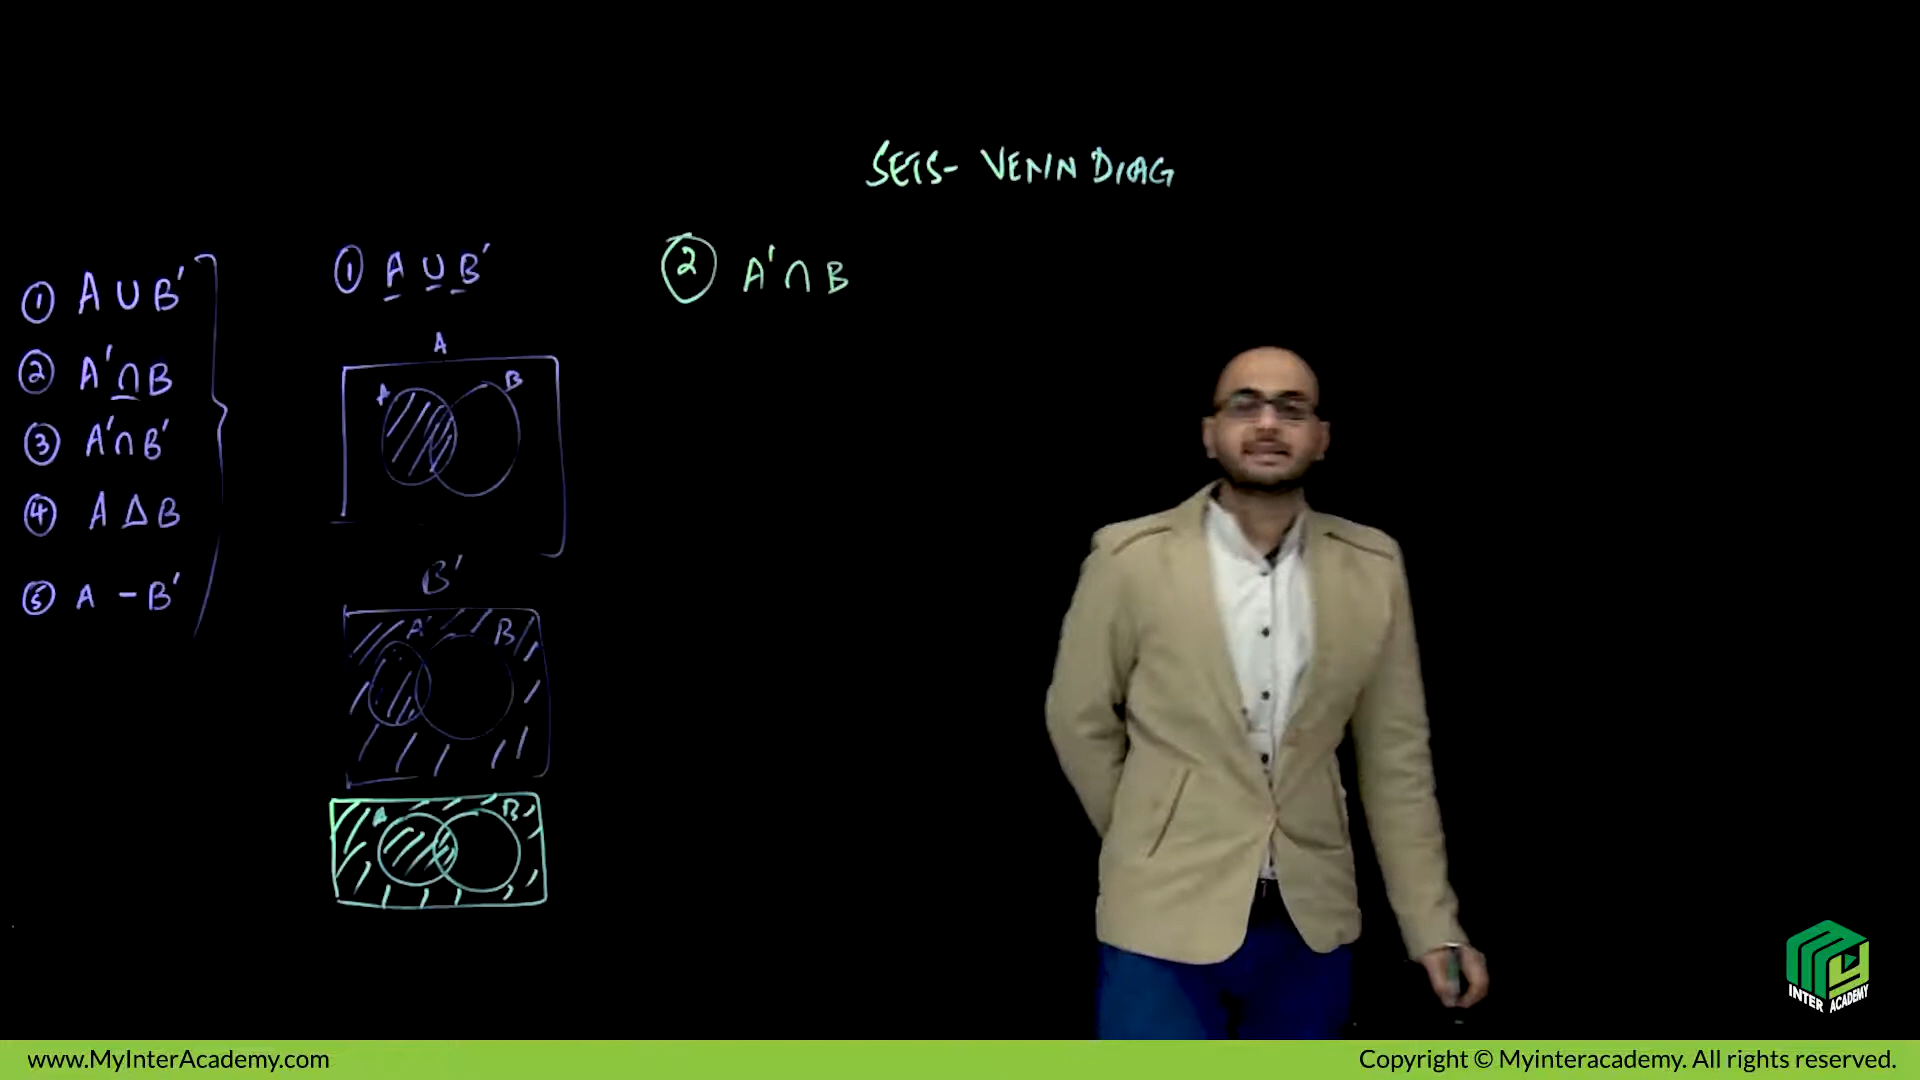 SETS- VENN DIAG
① A ∪ B'
② A' ∩ B
③ A' ∩ B'
④ A Δ B
⑤ A - B'
① A ∪ B'
A
A B
B'
A B
A B
② A' ∩ B
INTER ACADEMY
www.MyInterAcademy.com
Copyright © Myinteracademy. All rights reserved.